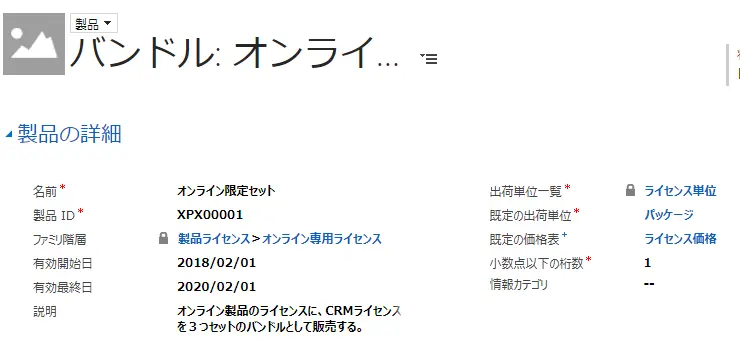 製品
バンドル: オンライ...
製品の詳細
名前* オンライン限定セット
製品 ID* XPX00001
ファミリ階層 製品ライセンス>オンライン専用ライセンス
有効開始日 2018/02/01
有効最終日 2020/02/01
説明 オンライン製品のライセンスに、CRMライセンス
を３つセットのバンドルとして販売する。
出荷単位一覧* ライセンス単位
既定の出荷単位* パッケージ
既定の価格表+ ライセンス価格
小数点以下の桁数* 1
情報カテゴリ --